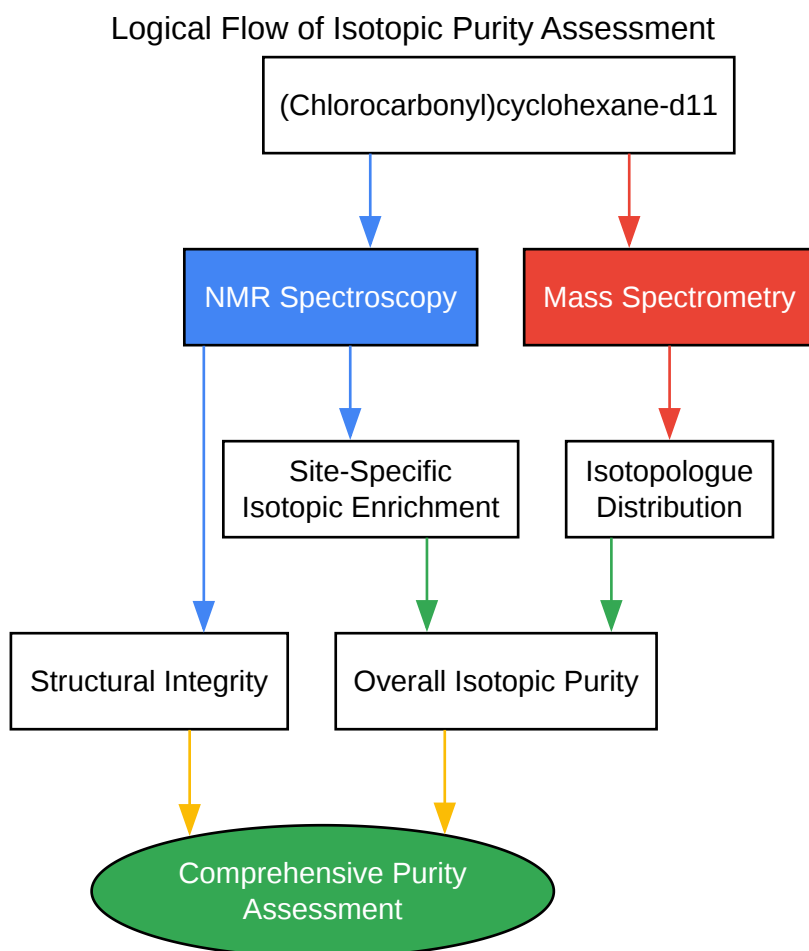 Logical Flow of Isotopic Purity Assessment
(Chlorocarbonyl)cyclohexane-d11
NMR Spectroscopy
Mass Spectrometry
Site-Specific
Isotopic Enrichment
Isotopologue
Distribution
Structural Integrity
Overall Isotopic Purity
Comprehensive Purity
Assessment